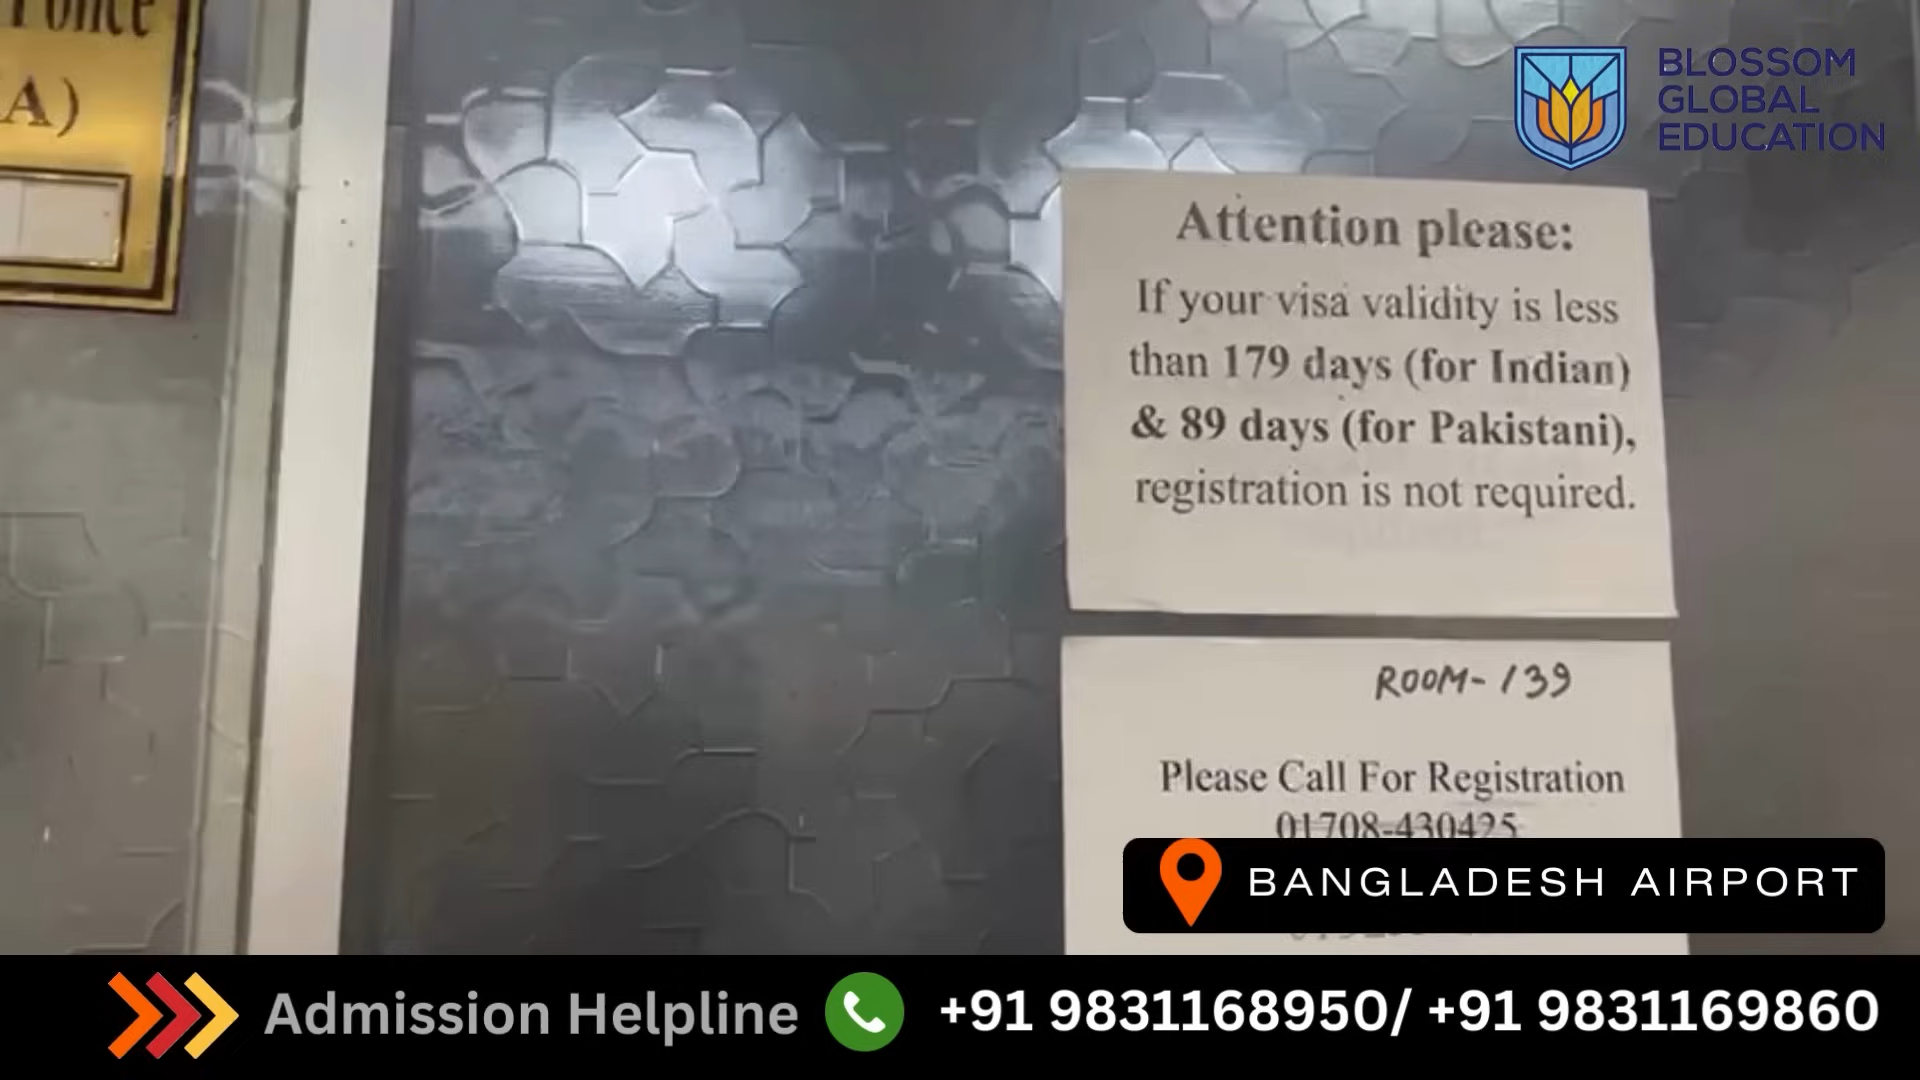 Police
A)
BLOSSOM
GLOBAL
EDUCATION
Attention please:
If your visa validity is less
than 179 days (for Indian)
& 89 days (for Pakistani),
registration is not required.
ROOM-139
Please Call For Registration
01708-430425
BANGLADESH AIRPORT
Admission Helpline
+91 9831168950/ +91 9831169860